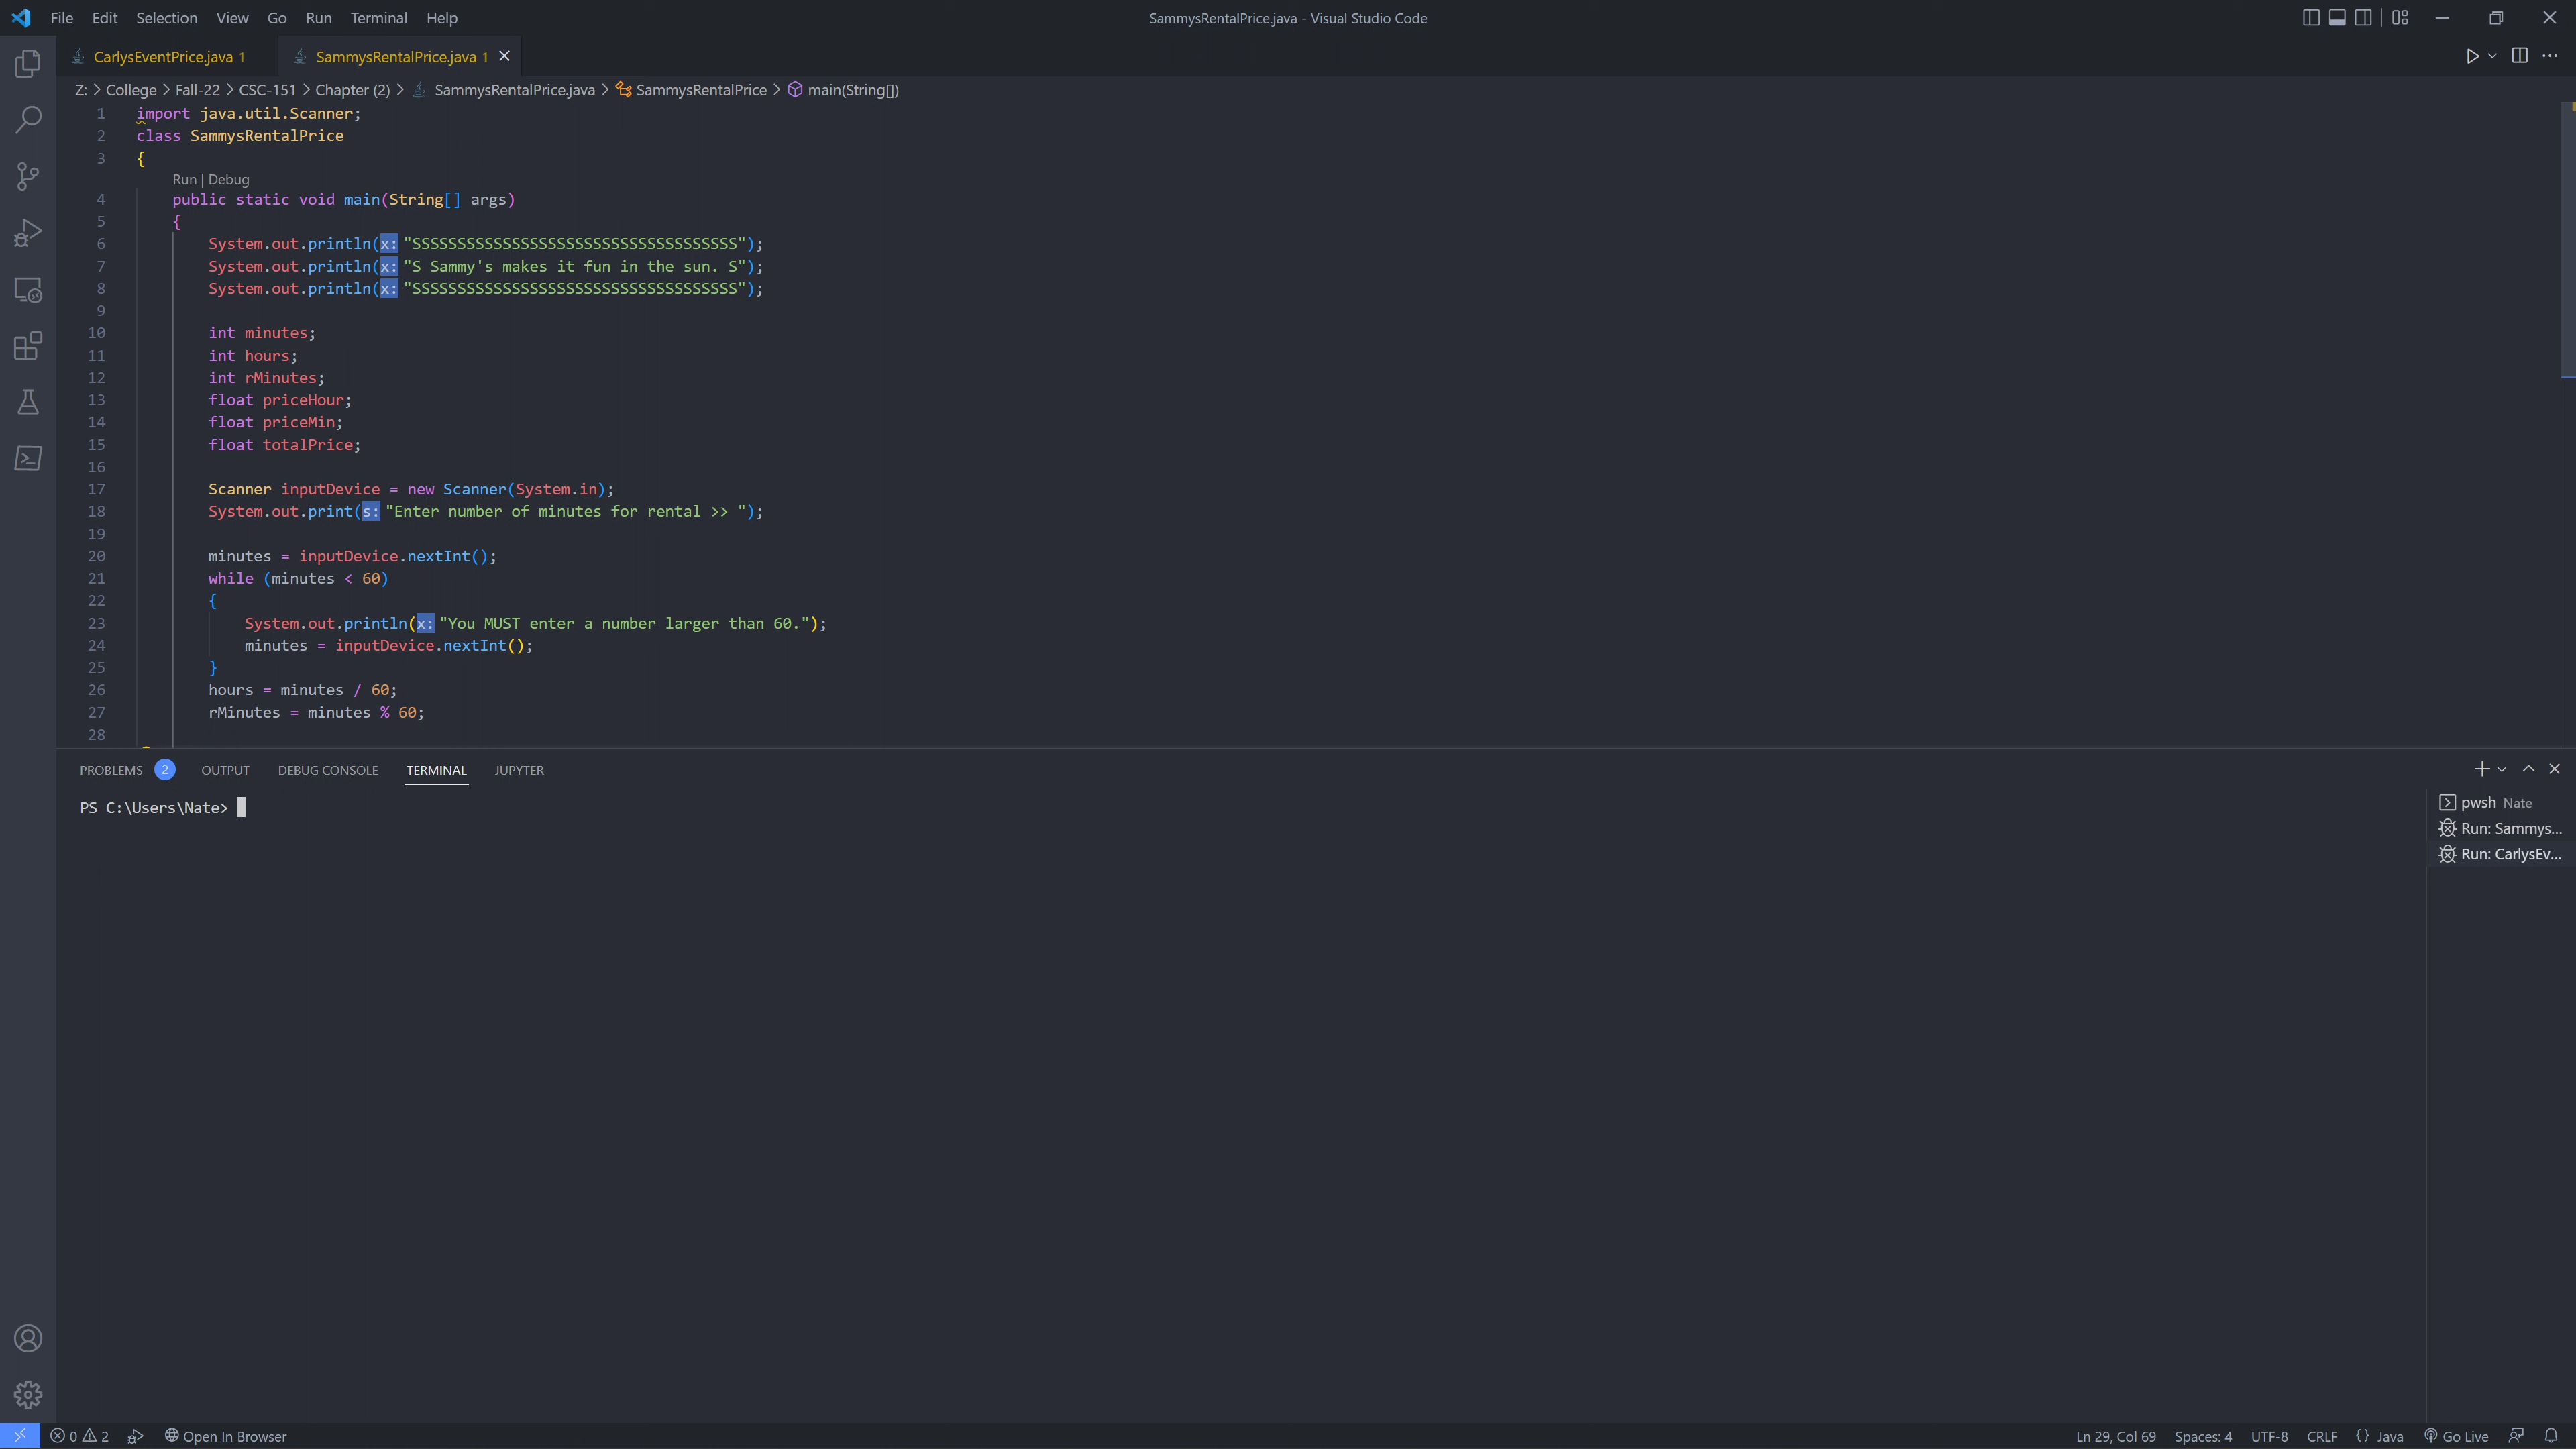 File Edit Selection View Go Run Terminal Help SammysRentalPrice.java - Visual Studio Code
CarlysEventPrice.java 1 SammysRentalPrice.java 1
Z: > College > Fall-22 > CSC-151 > Chapter (2) > SammysRentalPrice.java > SammysRentalPrice > main(String[])
1 import java.util.Scanner;
2 class SammysRentalPrice
3 {
Run | Debug
4 public static void main(String[] args)
5 {
6 System.out.println(x: "SSSSSSSSSSSSSSSSSSSSSSSSSSSSSSSSSSSS");
7 System.out.println(x: "S Sammy's makes it fun in the sun. S");
8 System.out.println(x: "SSSSSSSSSSSSSSSSSSSSSSSSSSSSSSSSSSSS");
9
10 int minutes;
11 int hours;
12 int rMinutes;
13 float priceHour;
14 float priceMin;
15 float totalPrice;
16
17 Scanner inputDevice = new Scanner(System.in);
18 System.out.print(s: "Enter number of minutes for rental >> ");
19
20 minutes = inputDevice.nextInt();
21 while (minutes < 60)
22 {
23 System.out.println(x: "You MUST enter a number larger than 60.");
24 minutes = inputDevice.nextInt();
25 }
26 hours = minutes / 60;
27 rMinutes = minutes % 60;
28
PROBLEMS 2 OUTPUT DEBUG CONSOLE TERMINAL JUPYTER
PS C:\Users\Nate>
pwsh Nate
Run: Sammys...
Run: CarlysEv...
0 2 Open In Browser Ln 29, Col 69 Spaces: 4 UTF-8 CRLF {} Java Go Live